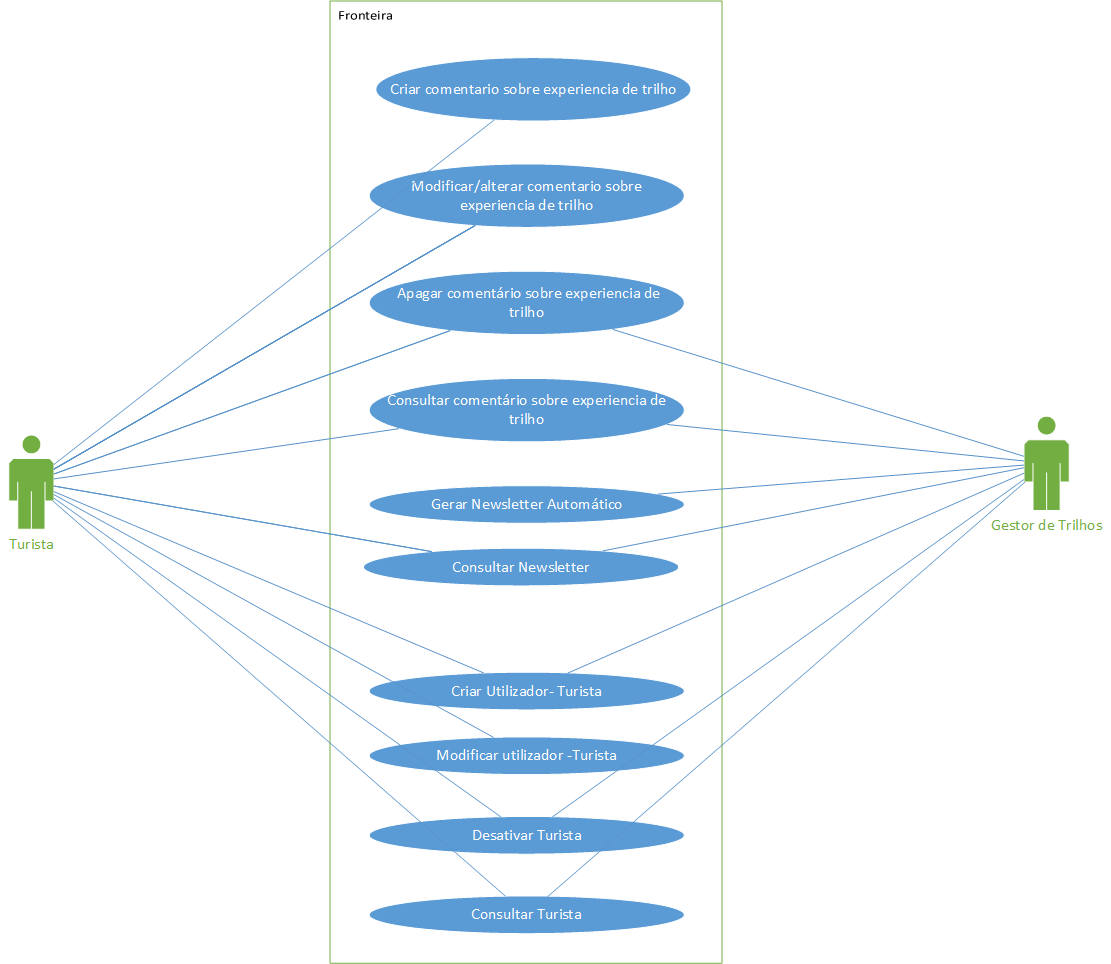 Fronteira
Criar comentario sobre experiencia de trilho
Modificar/alterar comentario sobre
experiencia de trilho
Apagar comentário sobre experiencia de
trilho
Consultar comentário sobre experiencia de
trilho
Gerar Newsletter Automático
Consultar Newsletter
Criar Utilizador- Turista
Modificar utilizador -Turista
Desativar Turista
Consultar Turista
Turista
Gestor de Trilhos